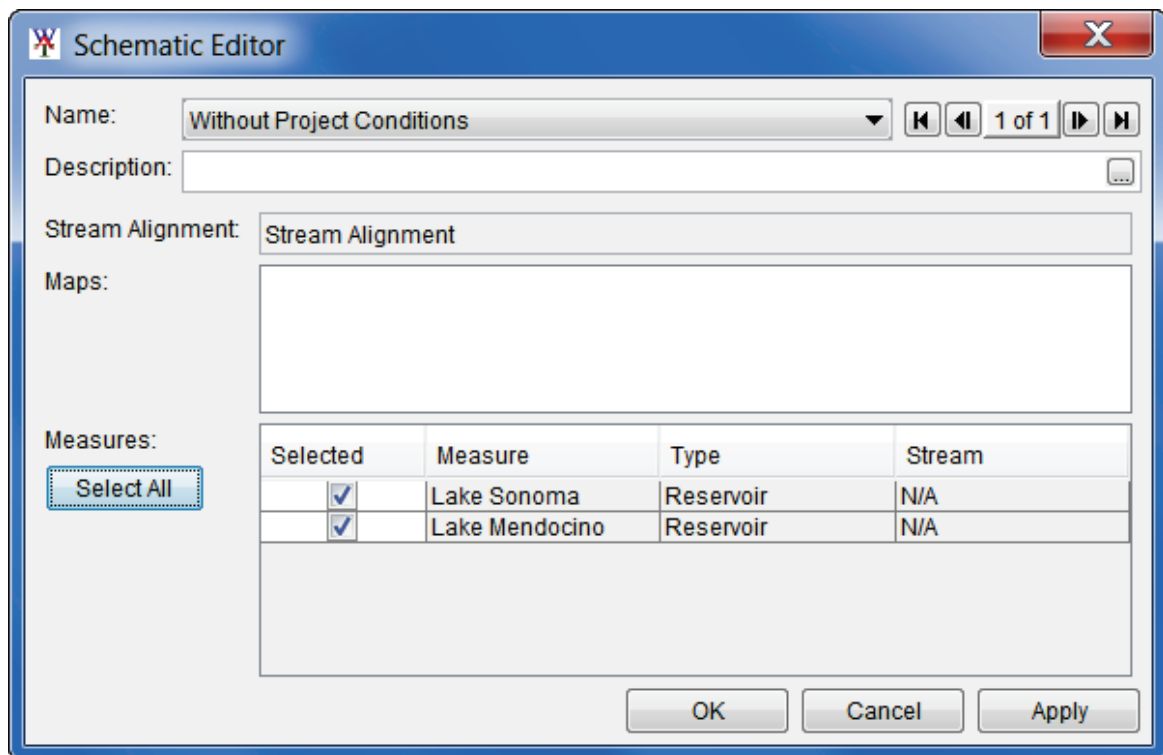 Schematic Editor
Name: Without Project Conditions 1 of 1
Description: ...
Stream Alignment: Stream Alignment
Maps:
Measures:
Select All
Selected Measure Type Stream
Lake Sonoma Reservoir N/A
Lake Mendocino Reservoir N/A
OK Cancel Apply